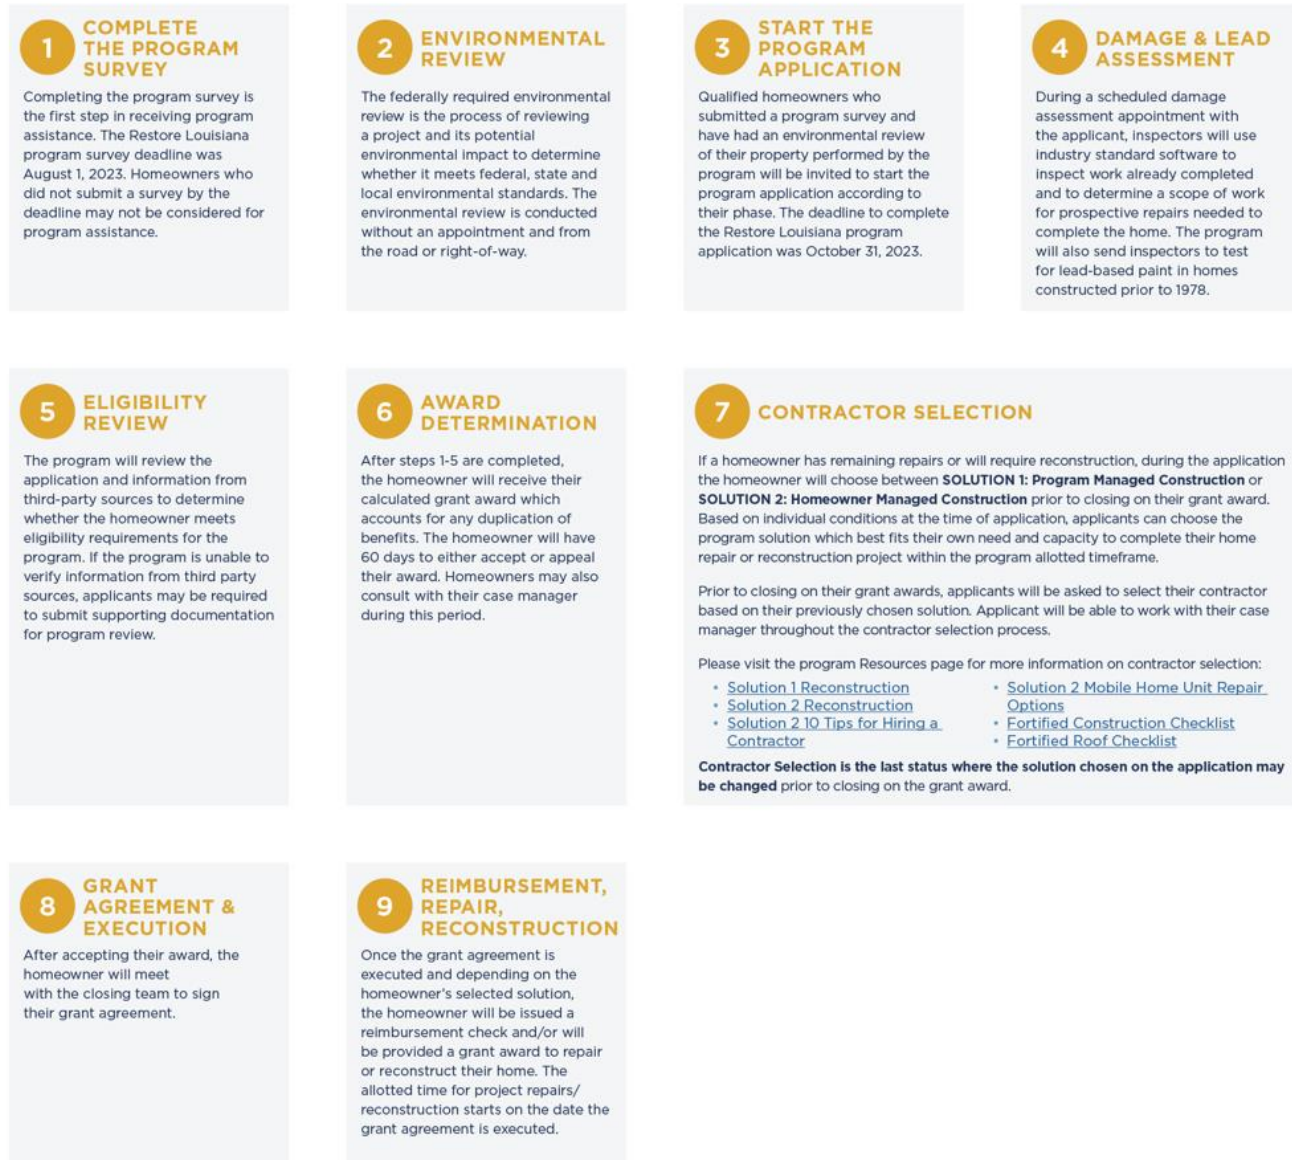 1
COMPLETE
THE PROGRAM
SURVEY
Completing the program survey is
the first step in receiving program
assistance. The Restore Louisiana
program survey deadline was
August 1, 2023. Homeowners who
did not submit a survey by the
deadline may not be considered for
program assistance.
2
ENVIRONMENTAL
REVIEW
The federally required environmental
review is the process of reviewing
a project and its potential
environmental impact to determine
whether it meets federal, state and
local environmental standards. The
environmental review is conducted
without an appointment and from
the road or right-of-way.
3
START THE
PROGRAM
APPLICATION
Qualified homeowners who
submitted a program survey and
have had an environmental review
of their property performed by the
program will be invited to start the
program application according to
their phase. The deadline to complete
the Restore Louisiana program
application was October 31, 2023.
4
DAMAGE & LEAD
ASSESSMENT
During a scheduled damage
assessment appointment with
the applicant, inspectors will use
industry standard software to
inspect work already completed
and to determine a scope of work
for prospective repairs needed to
complete the home. The program
will also send inspectors to test
for lead-based paint in homes
constructed prior to 1978.
5
ELIGIBILITY
REVIEW
The program will review the
application and information from
third-party sources to determine
whether the homeowner meets
eligibility requirements for the
program. If the program is unable to
verify information from third party
sources, applicants may be required
to submit supporting documentation
for program review.
6
AWARD
DETERMINATION
After steps 1-5 are completed,
the homeowner will receive their
calculated grant award which
accounts for any duplication of
benefits. The homeowner will have
60 days to either accept or appeal
their award. Homeowners may also
consult with their case manager
during this period.
7
CONTRACTOR SELECTION
If a homeowner has remaining repairs or will require reconstruction, during the application
the homeowner will choose between SOLUTION 1: Program Managed Construction or
SOLUTION 2: Homeowner Managed Construction prior to closing on their grant award.
Based on individual conditions at the time of application, applicants can choose the
program solution which best fits their own need and capacity to complete their home
repair or reconstruction project within the program allotted timeframe.
Prior to closing on their grant awards, applicants will be asked to select their contractor
based on their previously chosen solution. Applicant will be able to work with their case
manager throughout the contractor selection process.
Please visit the program Resources page for more information on contractor selection:
• Solution 1 Reconstruction
• Solution 2 Reconstruction
• Solution 2 10 Tips for Hiring a
Contractor
• Solution 2 Mobile Home Unit Repair
Options
• Fortified Construction Checklist
• Fortified Roof Checklist
Contractor Selection is the last status where the solution chosen on the application may
be changed prior to closing on the grant award.
8
GRANT
AGREEMENT &
EXECUTION
After accepting their award, the
homeowner will meet
with the closing team to sign
their grant agreement.
9
REIMBURSEMENT,
REPAIR,
RECONSTRUCTION
Once the grant agreement is
executed and depending on the
homeowner's selected solution,
the homeowner will be issued a
reimbursement check and/or will
be provided a grant award to repair
or reconstruct their home. The
allotted time for project repairs/
reconstruction starts on the date the
grant agreement is executed.